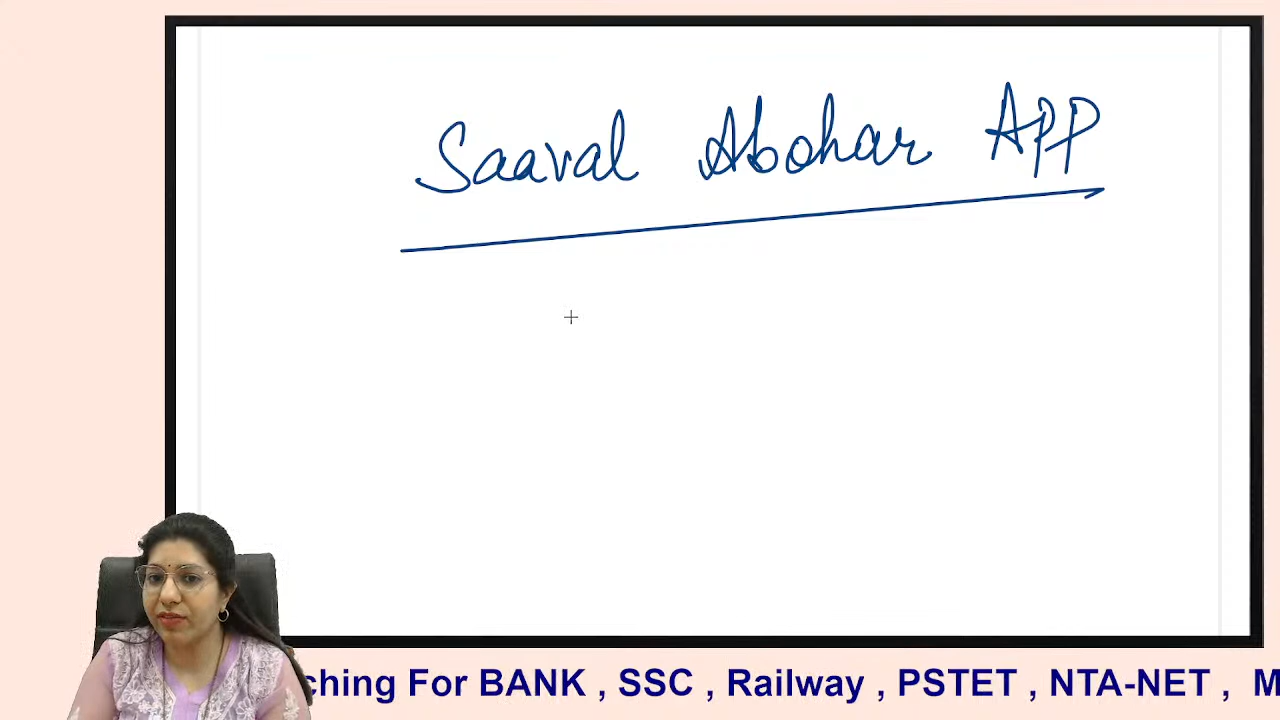 Saaval Abohar APP
ching For BANK , SSC , Railway , PSTET , NTA-NET , M